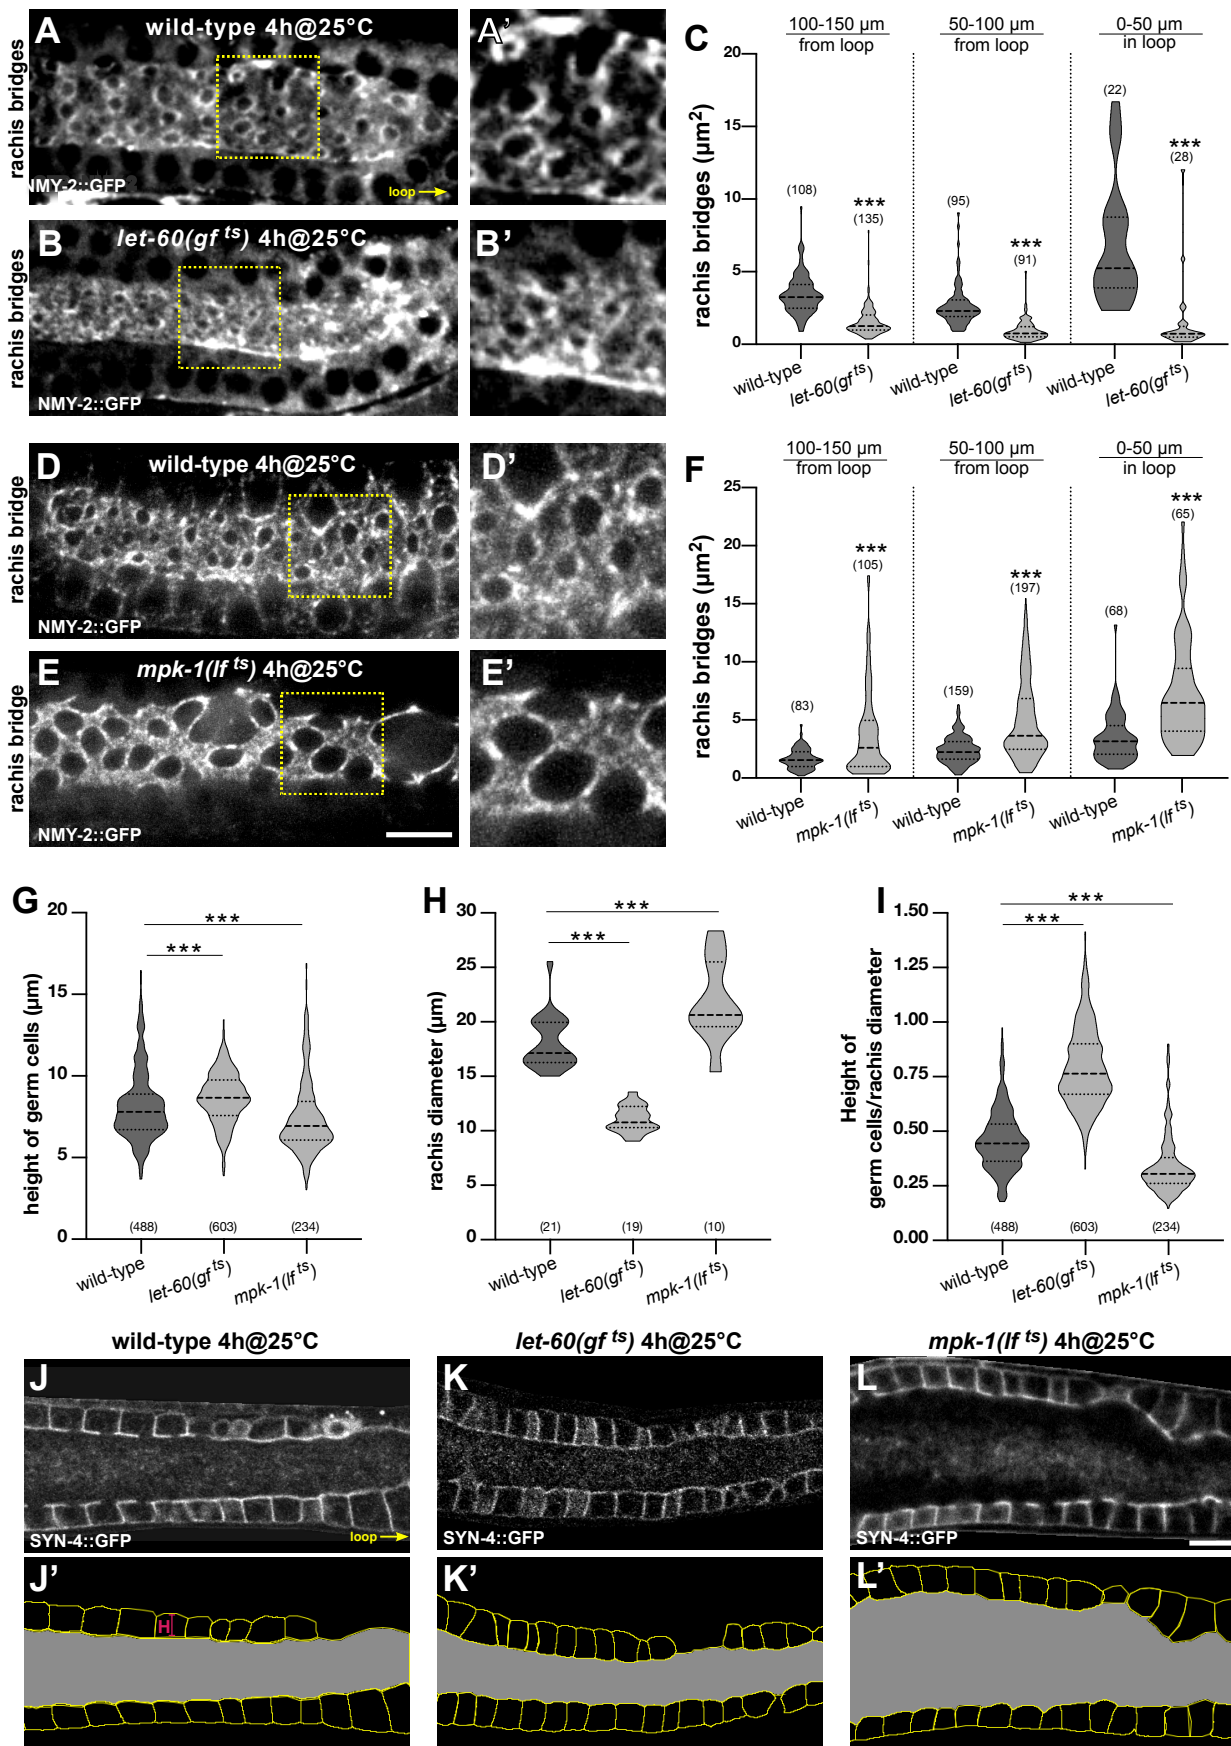 A
wild-type 4h@25°C
A'
rachis bridges
NMY-2::GFP
loop
B
let-60(gf ts) 4h@25°C
B'
rachis bridges
NMY-2::GFP
C
100-150 µm
from loop
50-100 µm
from loop
0-50 µm
in loop
rachis bridges (µm2)
20
15
10
5
0
(108)
***
(135)
(95)
***
(91)
(22)
***
(28)
wild-type
let-60(gf ts)
wild-type
let-60(gf ts)
wild-type
let-60(gf ts)
D
wild-type 4h@25°C
D'
rachis bridge
NMY-2::GFP
E
mpk-1(lf ts) 4h@25°C
E'
rachis bridge
NMY-2::GFP
F
100-150 µm
from loop
50-100 µm
from loop
0-50 µm
in loop
rachis bridges (µm2)
25
20
15
10
5
0
(83)
***
(105)
(159)
***
(197)
(68)
***
(65)
wild-type
mpk-1(lf ts)
wild-type
mpk-1(lf ts)
wild-type
mpk-1(lf ts)
G
height of germ cells (µm)
20
15
10
5
0
***
***
(488)
(603)
(234)
wild-type
let-60(gf ts)
mpk-1(lf ts)
H
rachis diameter (µm)
30
25
20
15
10
5
0
***
***
(21)
(19)
(10)
wild-type
let-60(gf ts)
mpk-1(lf ts)
I
Height of
germ cells/rachis diameter
1.50
1.25
1.00
0.75
0.50
0.25
0.00
***
***
(488)
(603)
(234)
wild-type
let-60(gf ts)
mpk-1(lf ts)
wild-type 4h@25°C
let-60(gf ts) 4h@25°C
mpk-1(lf ts) 4h@25°C
J
SYN-4::GFP
loop
K
SYN-4::GFP
L
SYN-4::GFP
J'
H
K'
L'